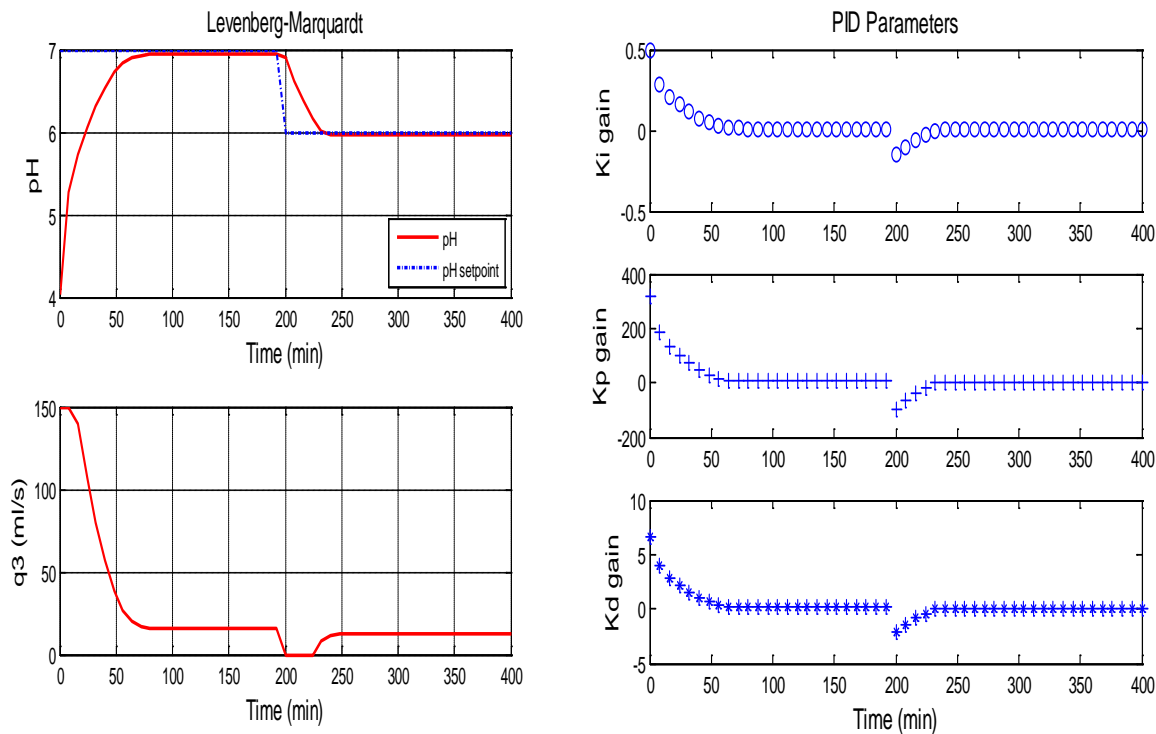 Levenberg-Marquardt
7
6
5
4
pH
pH
pH setpoint
0 50 100 150 200 250 300 350 400
Time (min)
150
100
50
0
q3 (ml/s)
0 50 100 150 200 250 300 350 400
Time (min)
PID Parameters
0.5
0
-0.5
Ki gain
0 50 100 150 200 250 300 350 400
400
200
0
-200
Kp gain
0 50 100 150 200 250 300 350 400
10
5
0
-5
Kd gain
0 50 100 150 200 250 300 350 400
Time (min)